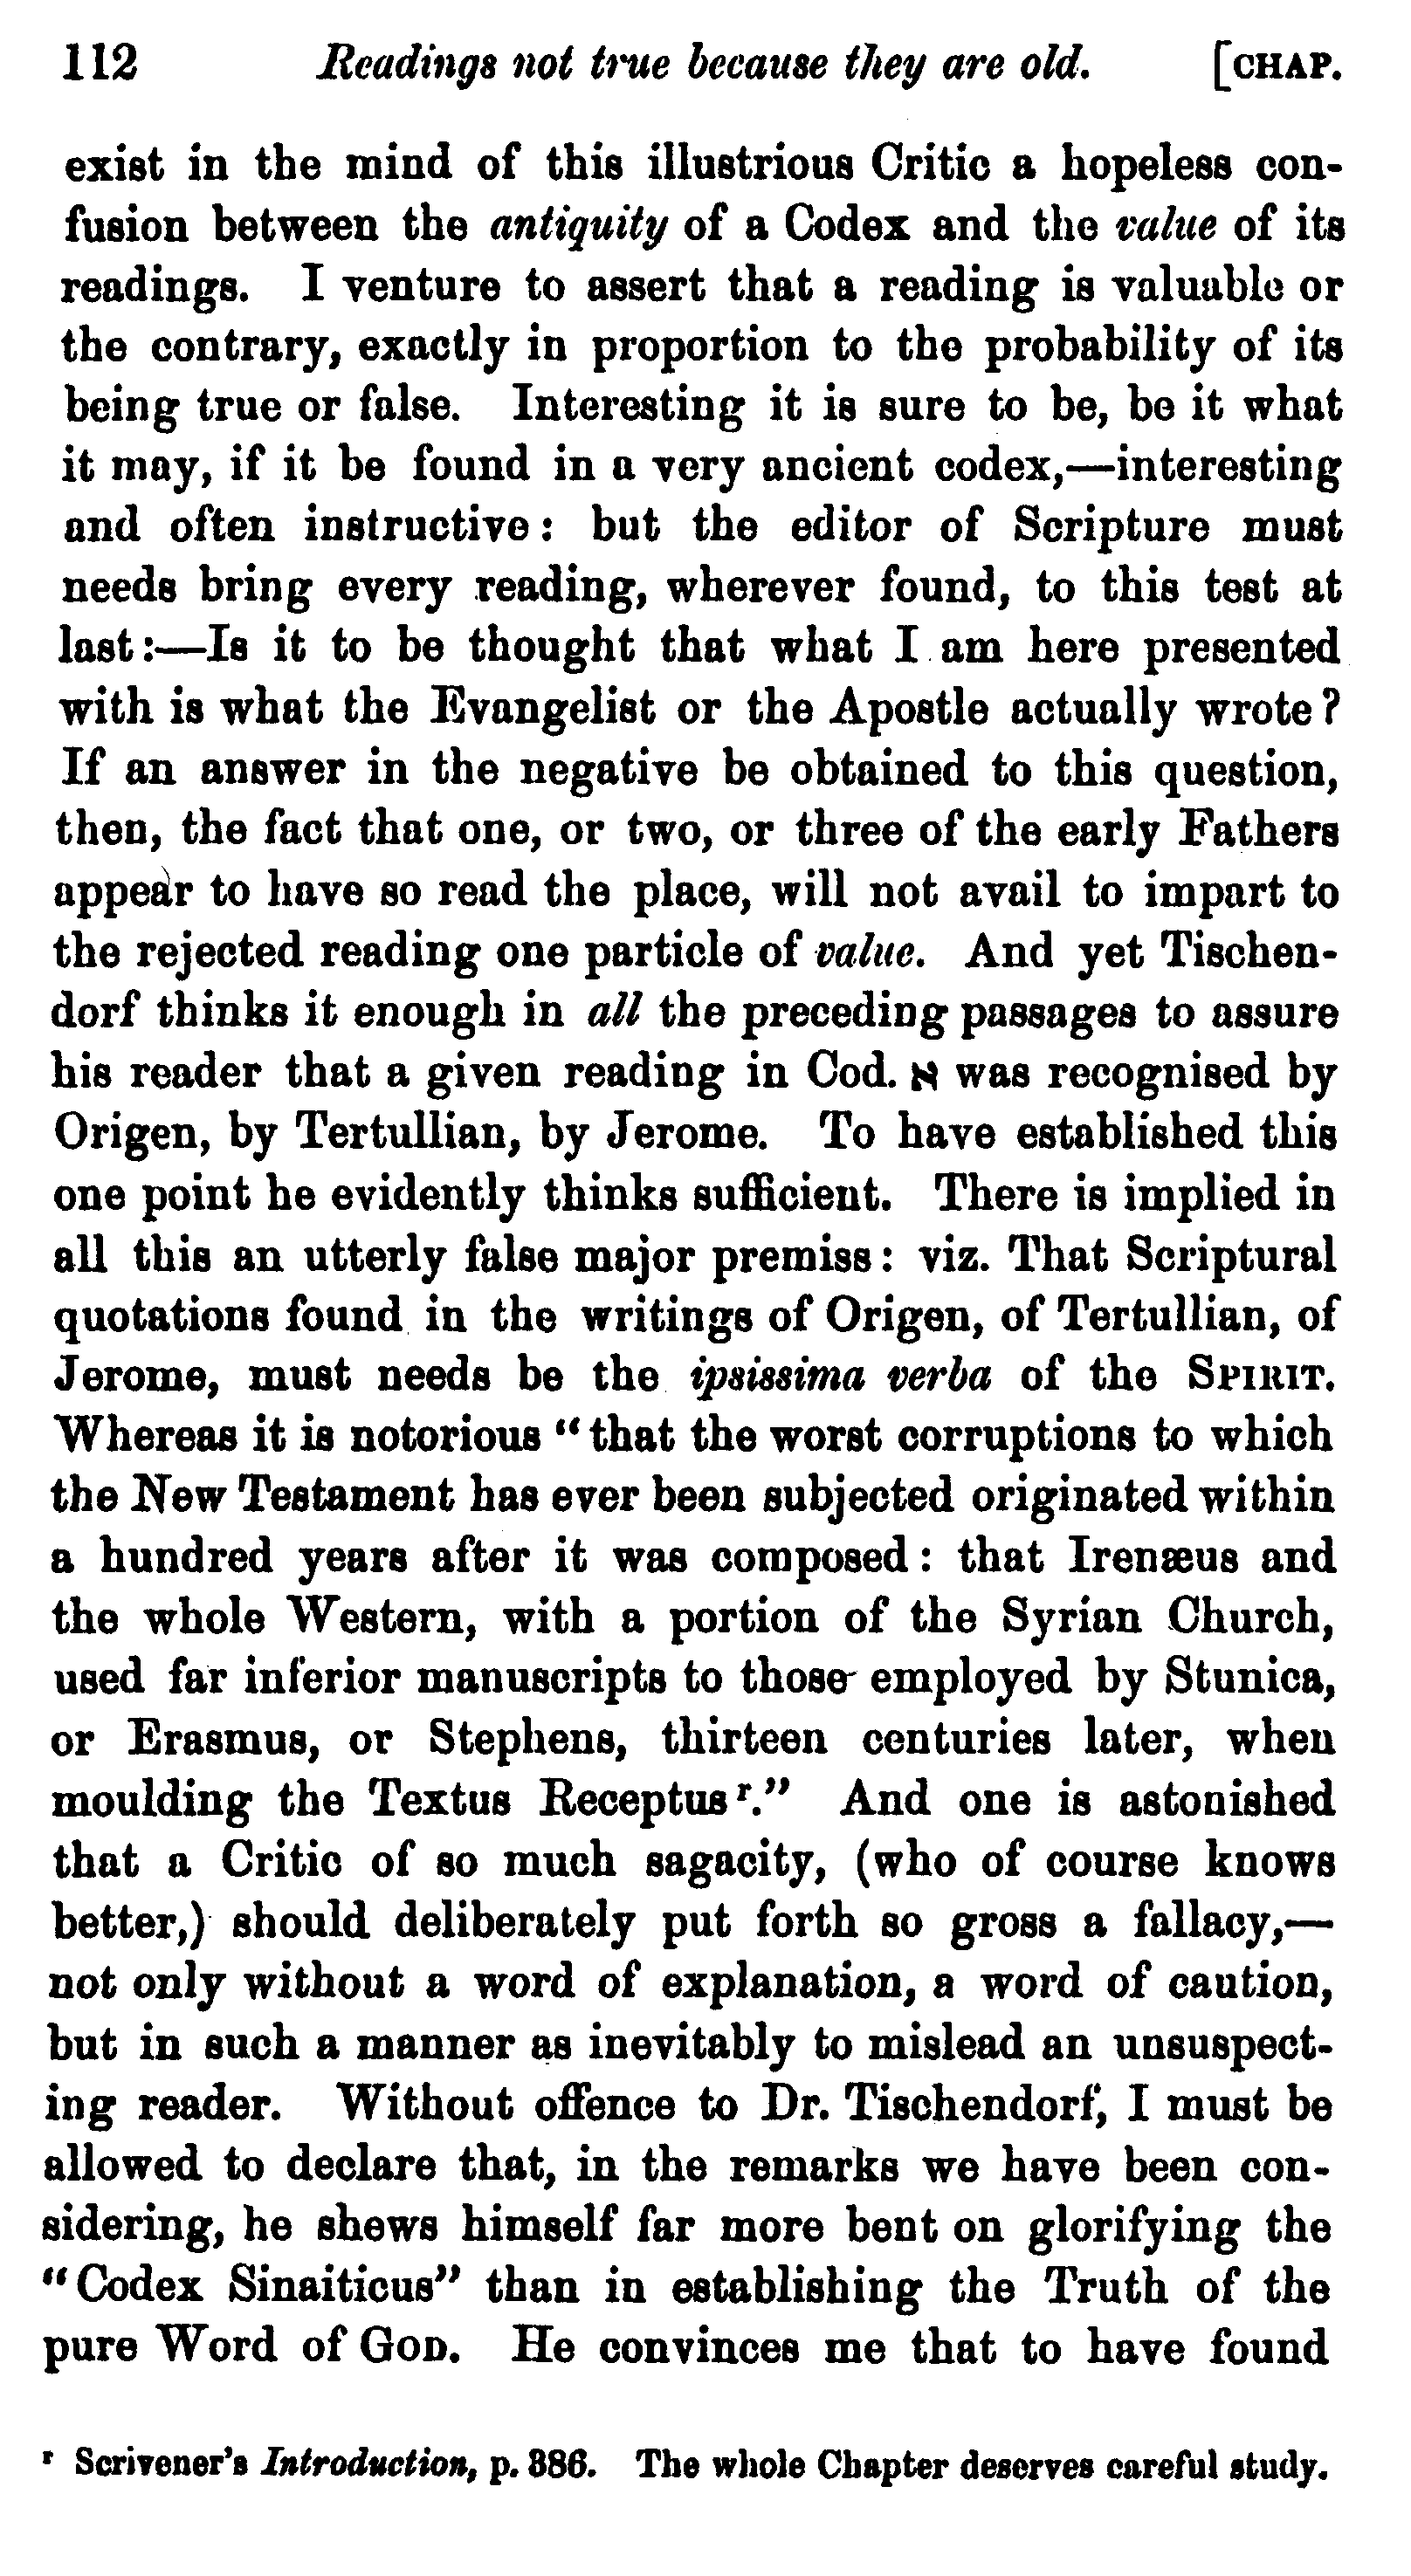 112 Readings not true because they are old. [CHAP.
exist in the mind of this illustrious Critic a hopeless con-
fusion between the antiquity of a Codex and the value of its
readings. I venture to assert that a reading is valuable or
the contrary, exactly in proportion to the probability of its
being true or false. Interesting it is sure to be, be it what
it may, if it be found in a very ancient codex,—interesting
and often instructive: but the editor of Scripture must
needs bring every reading, wherever found, to this test at
last:—Is it to be thought that what I am here presented
with is what the Evangelist or the Apostle actually wrote?
If an answer in the negative be obtained to this question,
then, the fact that one, or two, or three of the early Fathers
appear to have so read the place, will not avail to impart to
the rejected reading one particle of value. And yet Tischen-
dorf thinks it enough in all the preceding passages to assure
his reader that a given reading in Cod. א was recognised by
Origen, by Tertullian, by Jerome. To have established this
one point he evidently thinks sufficient. There is implied in
all this an utterly false major premiss: viz. That Scriptural
quotations found in the writings of Origen, of Tertullian, of
Jerome, must needs be the ipsissima verba of the SPIRIT.
Whereas it is notorious "that the worst corruptions to which
the New Testament has ever been subjected originated within
a hundred years after it was composed: that Irenæus and
the whole Western, with a portion of the Syrian Church,
used far inferior manuscripts to those employed by Stunica,
or Erasmus, or Stephens, thirteen centuries later, when
moulding the Textus Receptus r." And one is astonished
that a Critic of so much sagacity, (who of course knows
better,) should deliberately put forth so gross a fallacy,—
not only without a word of explanation, a word of caution,
but in such a manner as inevitably to mislead an unsuspect-
ing reader. Without offence to Dr. Tischendorf, I must be
allowed to declare that, in the remarks we have been con-
sidering, he shews himself far more bent on glorifying the
"Codex Sinaiticus" than in establishing the Truth of the
pure Word of GOD. He convinces me that to have found
r Scrivener's Introduction, p. 386. The whole Chapter deserves careful study.